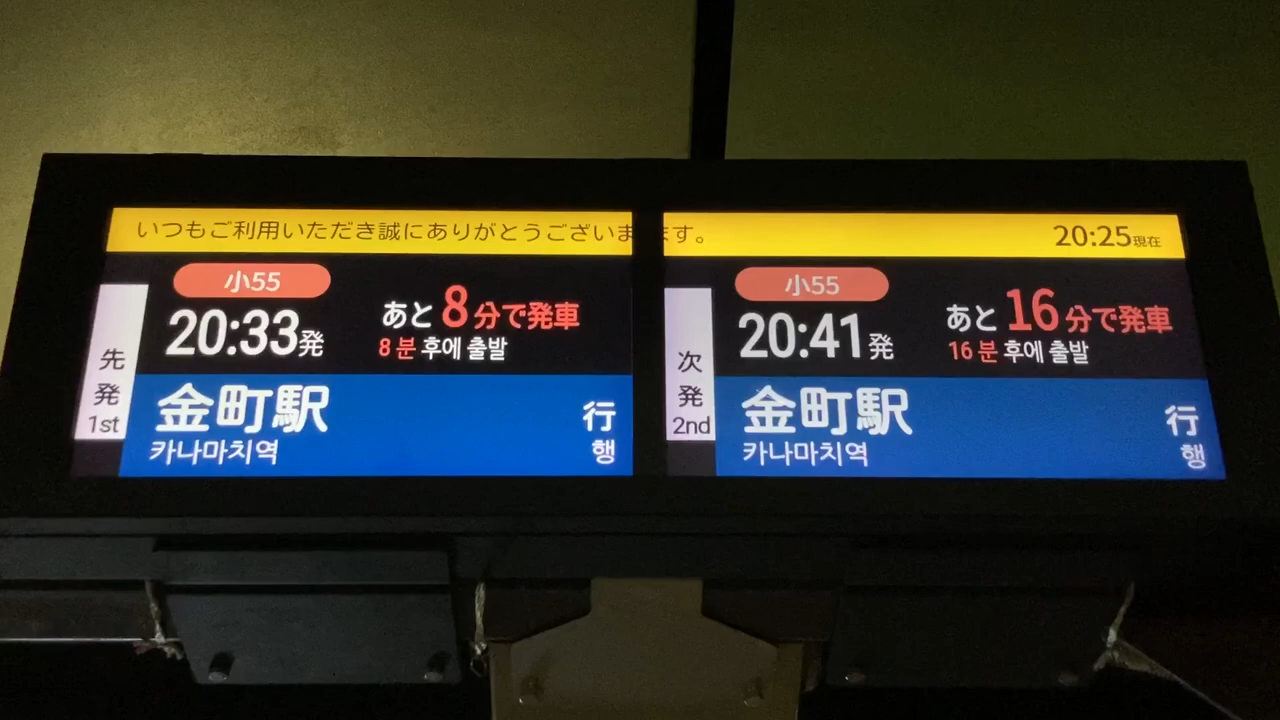 いつもご利用いただき誠にありがとうございます。
20:25現在
小55
先発
1st
20:33発
あと8分で発車
8 分 후에 출발
金町駅 行
카나마치역 행
小55
次発
2nd
20:41発
あと16分で発車
16 分 후에 출발
金町駅 行
카나마치역 행